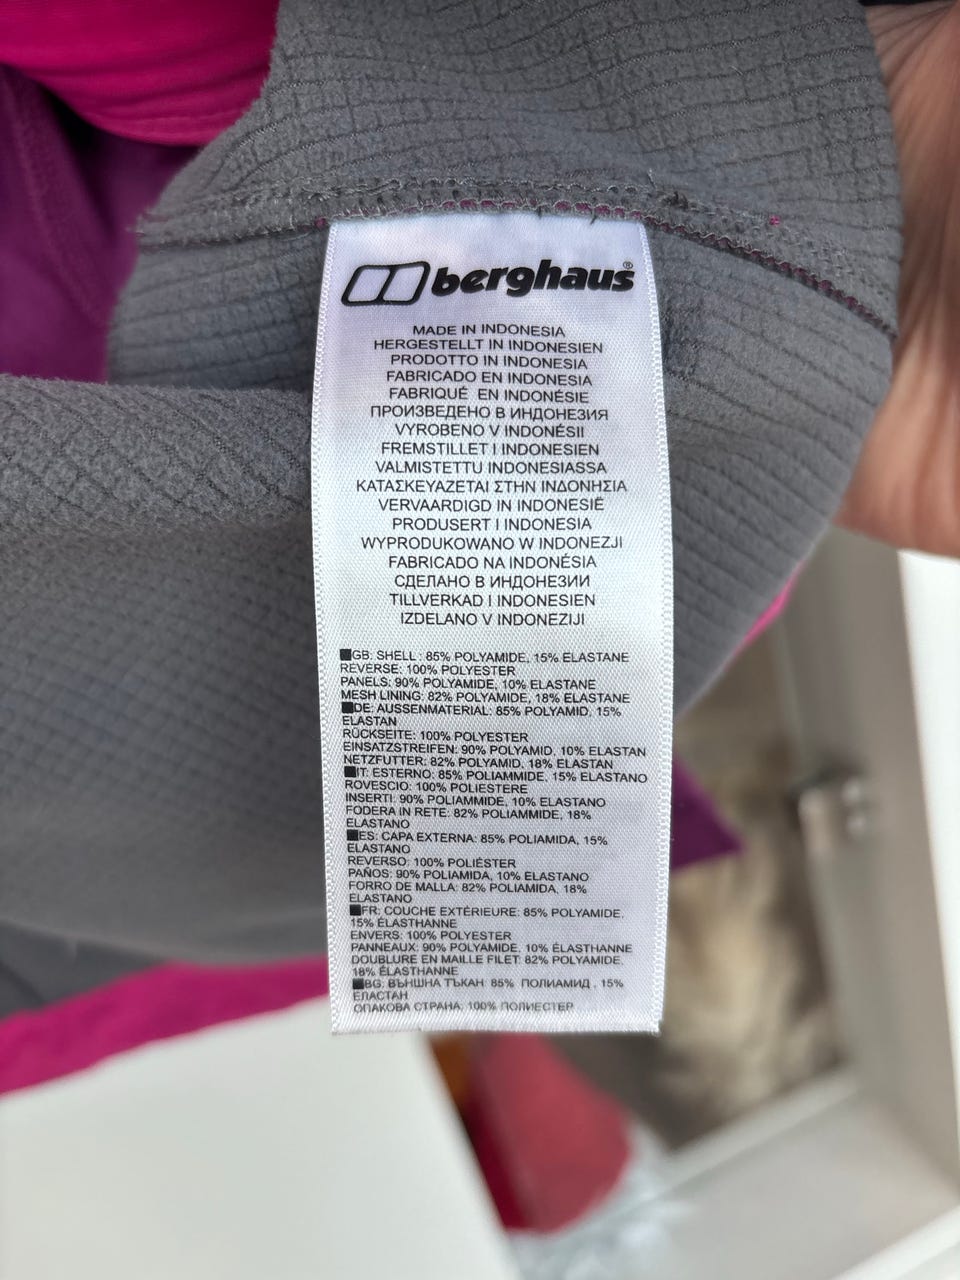 berghaus®
MADE IN INDONESIA
HERGESTELLT IN INDONESIEN
PRODOTTO IN INDONESIA
FABRICADO EN INDONESIA
FABRIQUÉ EN INDONÉSIE
ПРОИЗВЕДЕНО В ИНДОНЕЗИЯ
VYROBENO V INDONÉSII
FREMSTILLET I INDONESIEN
VALMISTETTU INDONESIASSA
ΚΑΤΑΣΚΕΥΑΖΕΤΑΙ ΣΤΗΝ ΙΝΔΟΝΗΣΙΑ
VERVAARDIGD IN INDONESIË
PRODUSERT I INDONESIA
WYPRODUKOWANO W INDONEZJI
FABRICADO NA INDONÉSIA
СДЕЛАНО В ИНДОНЕЗИИ
TILLVERKAD I INDONESIEN
IZDELANO V INDONEZIJI
GB: SHELL : 85% POLYAMIDE, 15% ELASTANE
REVERSE: 100% POLYESTER
PANELS: 90% POLYAMIDE, 10% ELASTANE
MESH LINING: 82% POLYAMIDE, 18% ELASTANE
DE: AUSSENMATERIAL: 85% POLYAMID, 15%
ELASTAN
RÜCKSEITE: 100% POLYESTER
EINSATZSTREIFEN: 90% POLYAMID, 10% ELASTAN
NETZFUTTER: 82% POLYAMID, 18% ELASTAN
IT: ESTERNO: 85% POLIAMMIDE, 15% ELASTANO
ROVESCIO: 100% POLIESTERE
INSERTI: 90% POLIAMMIDE, 10% ELASTANO
FODERA IN RETE: 82% POLIAMMIDE, 18%
ELASTANO
ES: CAPA EXTERNA: 85% POLIAMIDA, 15%
ELASTANO
REVERSO: 100% POLIÉSTER
PAÑOS: 90% POLIAMIDA, 10% ELASTANO
FORRO DE MALLA: 82% POLIAMIDA, 18%
ELASTANO
FR: COUCHE EXTÉRIEURE: 85% POLYAMIDE,
15% ÉLASTHANNE
ENVERS: 100% POLYESTER
PANNEAUX: 90% POLYAMIDE, 10% ÉLASTHANNE
DOUBLURE EN MAILLE FILET: 82% POLYAMIDE,
18% ÉLASTHANNE
BG: ВЪНШНА ТЪКАН: 85% ПОЛИАМИД , 15%
ЕЛАСТАН
ОПАКОВА СТРАНА: 100% ПОЛИЕСТЕР